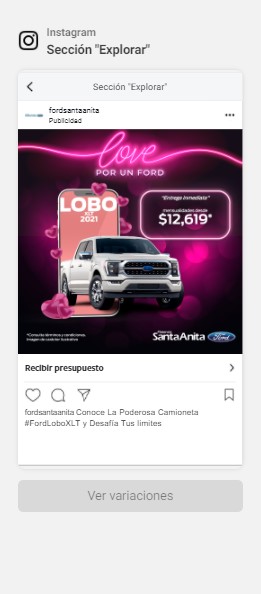 Instagram
Sección "Explorar"
Sección "Explorar"
fordsantaanita
Publicidad
love
POR UN FORD
LOBO
XLT
2021
"Entrega inmediata"
mensualidades desde
$12,619*
*Consulta términos y condiciones.
Imagen de carácter ilustrativo
SantaAnita Ford
Recibir presupuesto
fordsantaanita Conoce La Poderosa Camioneta
#FordLoboXLT y Desafía Tus límites
Ver variaciones